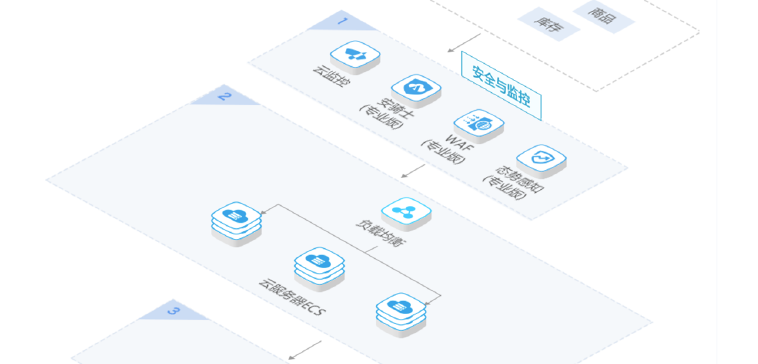 库存
商品
1
安全与监控
云监控
安骑士
(专业版)
WAF
(专业版)
态势感知
(专业版)
2
负载均衡
云服务器ECS
3